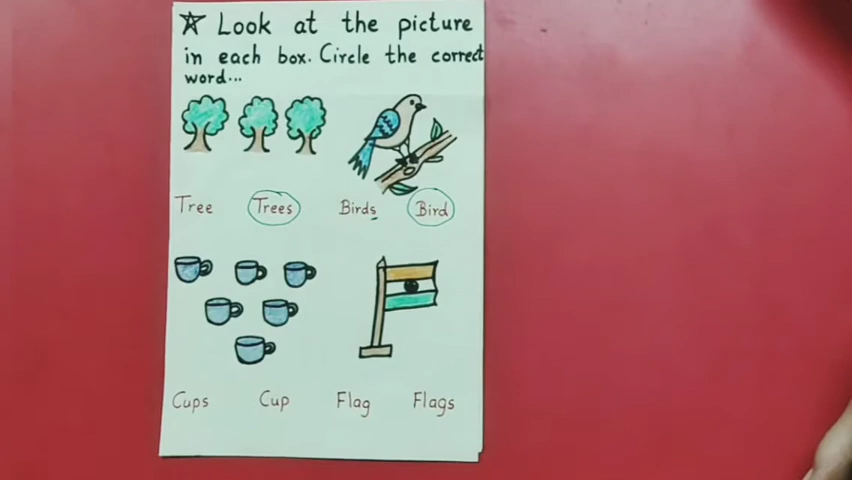 Look at the picture
in each box. Circle the correct
word...
Tree Trees Birds Bird
Cups Cup Flag Flags